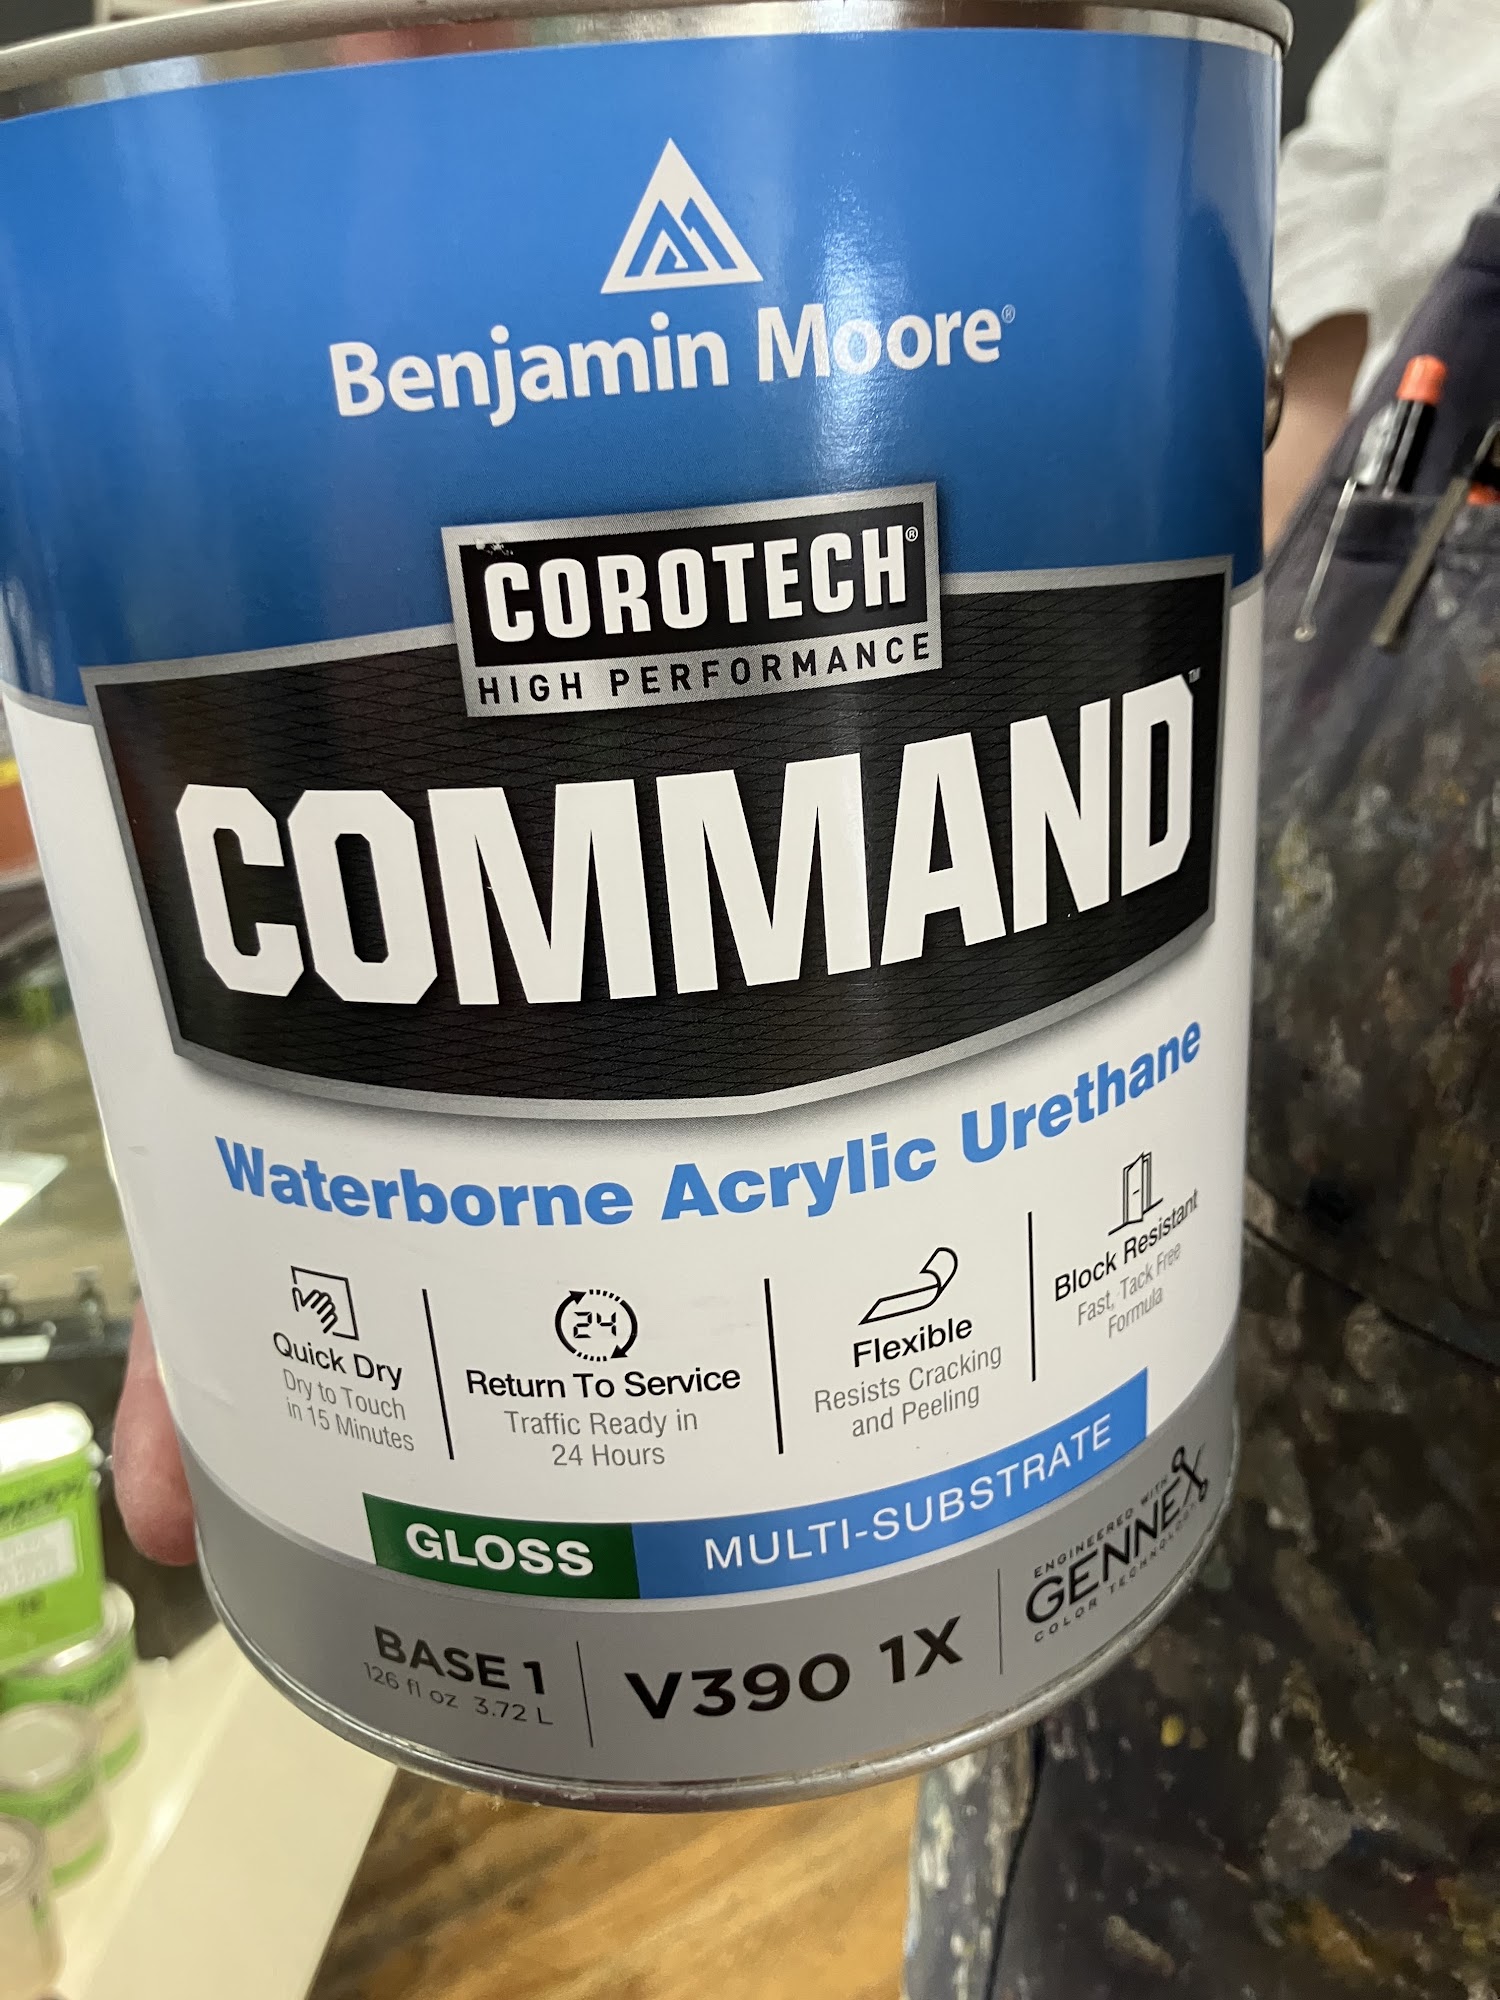 Benjamin Moore®
COROTECH®
HIGH PERFORMANCE
COMMAND™
Waterborne Acrylic Urethane
Quick Dry
Dry to Touch
in 15 Minutes
24
Return To Service
Traffic Ready in
24 Hours
Flexible
Resists Cracking
and Peeling
Block Resistant
Fast, Tack Free
Formula
GLOSS
MULTI-SUBSTRATE
BASE 1
126 fl oz 3.72 L
V390 1X
ENGINEERED WITH
GENNEX
COLOR TECHNOLOGY